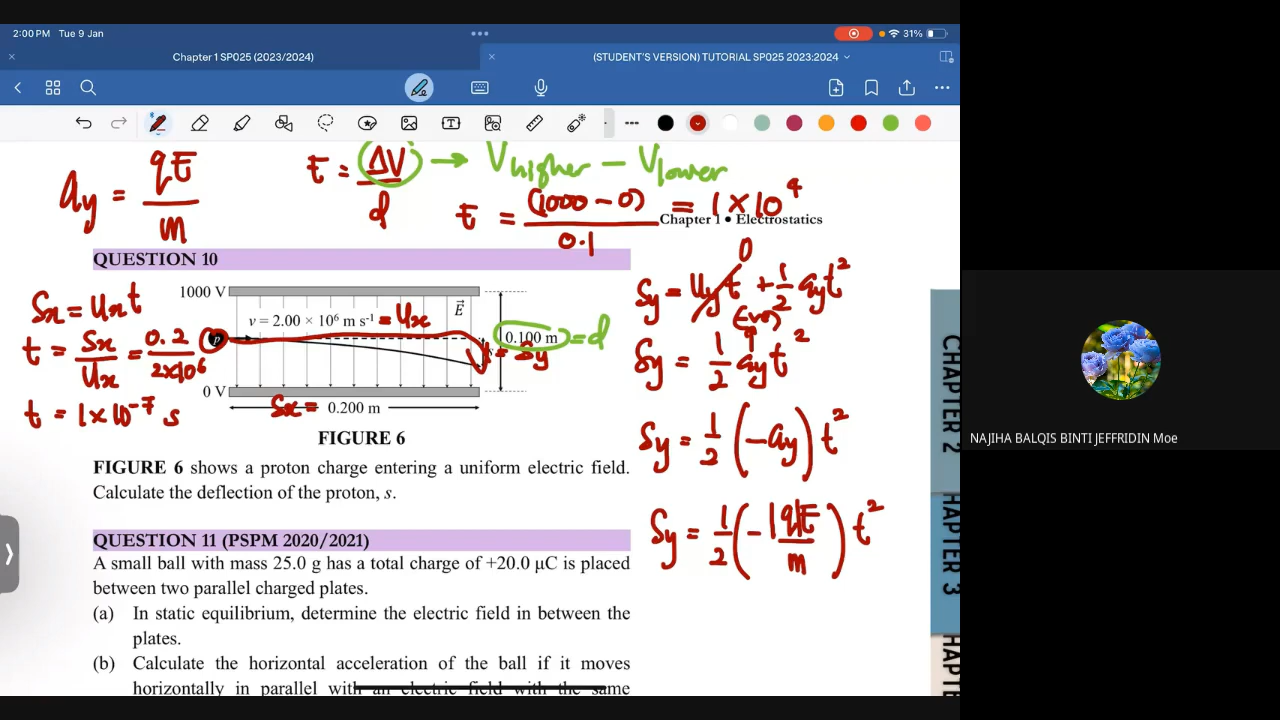 2:00 PM Tue 9 Jan
31%
Chapter 1 SP025 (2023/2024)
(STUDENT'S VERSION) TUTORIAL SP025 2023:2024
ay = qE/m
E = ΔV/d → Vhigher − Vlower
E = (1000 − 0)/0.1 = 1 × 10⁴
Chapter 1 • Electrostatics
QUESTION 10
Sx = Uxt
t = Sx/Ux = 0.2/2×10⁶
t = 1 × 10⁻⁷ s
1000 V
E
v = 2.00 × 10⁶ m s⁻¹ = Ux
p
0.100 m = d
= Sy
0 V
Sx =
0.200 m
FIGURE 6
FIGURE 6 shows a proton charge entering a uniform electric field.
Calculate the deflection of the proton, s.
0
Sy = Uyt + 1/2 ayt²
(-ve)
Sy = 1/2 ayt²
Sy = 1/2 (−ay) t²
Sy = 1/2 (−|q|E/m) t²
QUESTION 11 (PSPM 2020/2021)
A small ball with mass 25.0 g has a total charge of +20.0 μC is placed
between two parallel charged plates.
(a) In static equilibrium, determine the electric field in between the
plates.
(b) Calculate the horizontal acceleration of the ball if it moves
horizontally in parallel with an electric field with the same
CHAPTER 2
CHAPTER 3
HAPTE
NAJIHA BALQIS BINTI JEFFRIDIN Moe